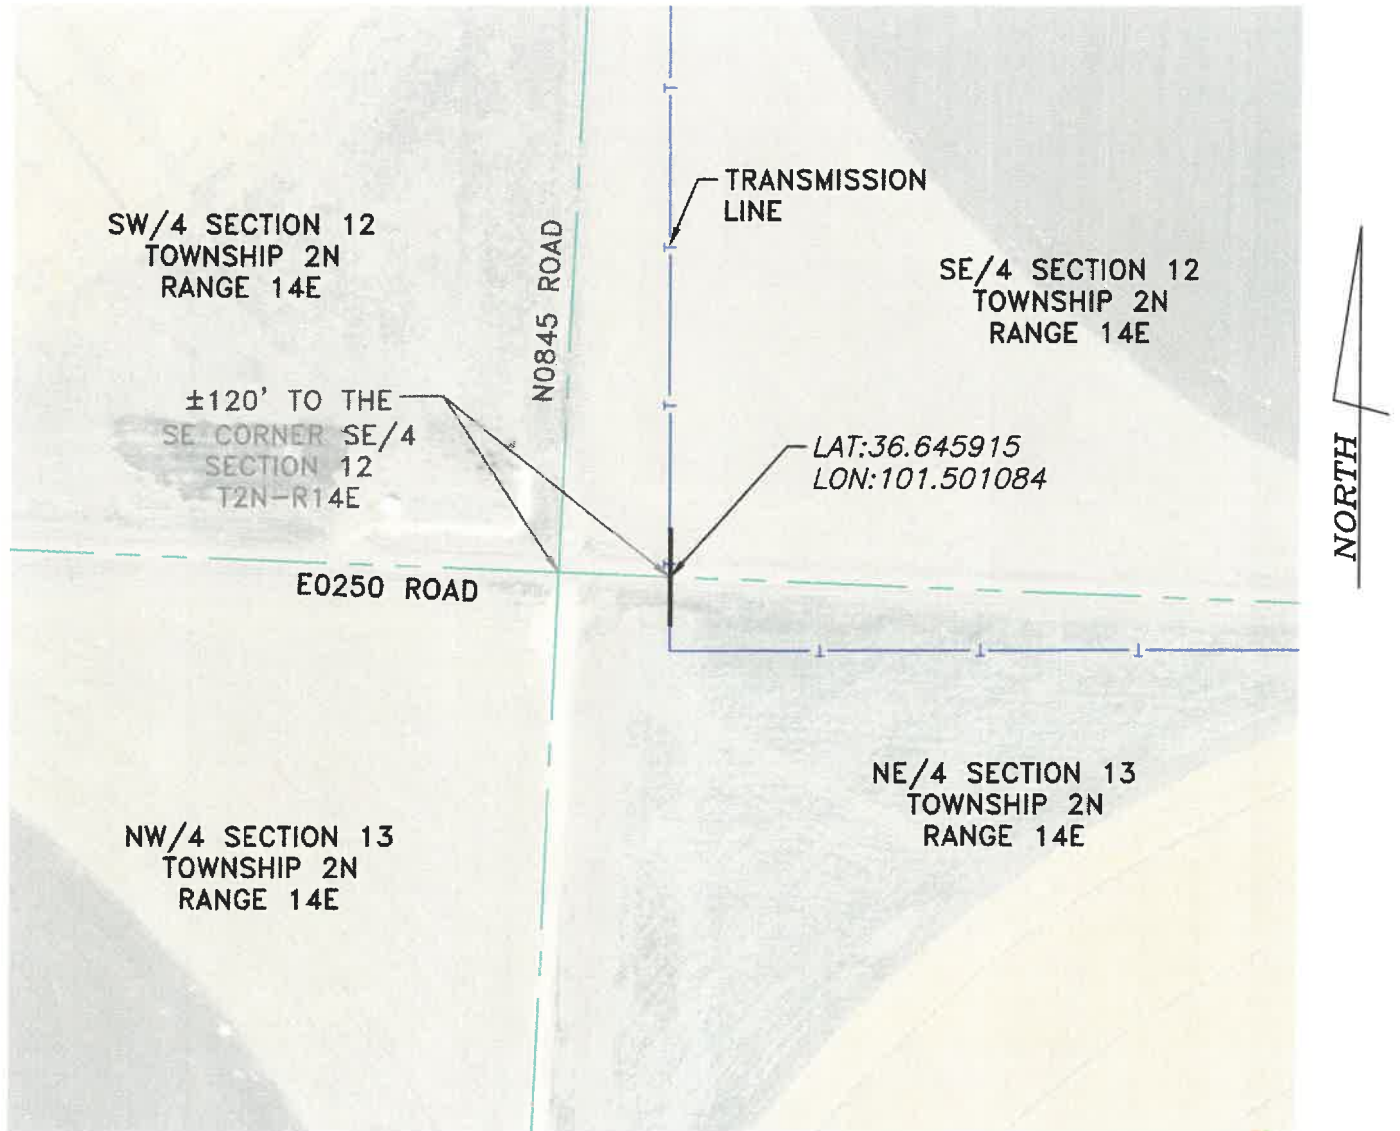 TRANSMISSION
LINE
SW/4 SECTION 12
TOWNSHIP 2N
RANGE 14E
N0845 ROAD
SE/4 SECTION 12
TOWNSHIP 2N
RANGE 14E
±120' TO THE
SE CORNER SE/4
SECTION 12
T2N-R14E
LAT:36.645915
LON:101.501084
NORTH
E0250 ROAD
T
T
T
T
T
T
T
NW/4 SECTION 13
TOWNSHIP 2N
RANGE 14E
NE/4 SECTION 13
TOWNSHIP 2N
RANGE 14E